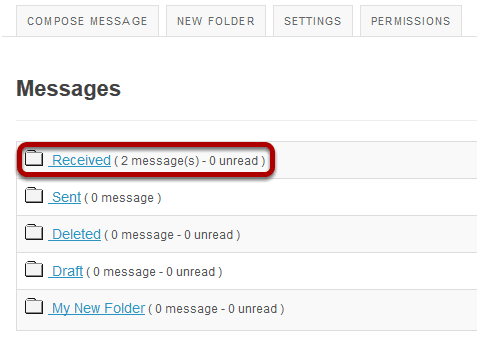 COMPOSE MESSAGE NEW FOLDER SETTINGS PERMISSIONS
Messages
Received ( 2 message(s) - 0 unread )
Sent ( 0 message )
Deleted ( 0 message - 0 unread )
Draft ( 0 message - 0 unread )
My New Folder ( 0 message - 0 unread )